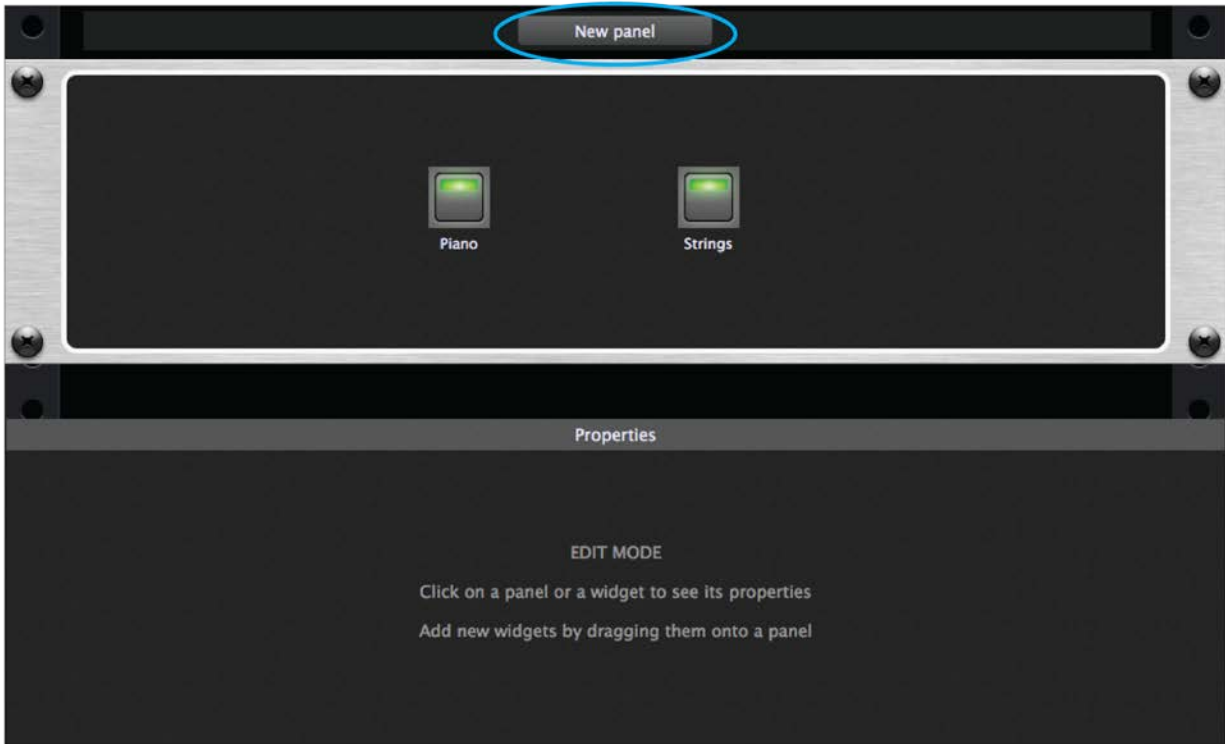 New panel
Piano
Strings
Properties
EDIT MODE
Click on a panel or a widget to see its properties
Add new widgets by dragging them onto a panel